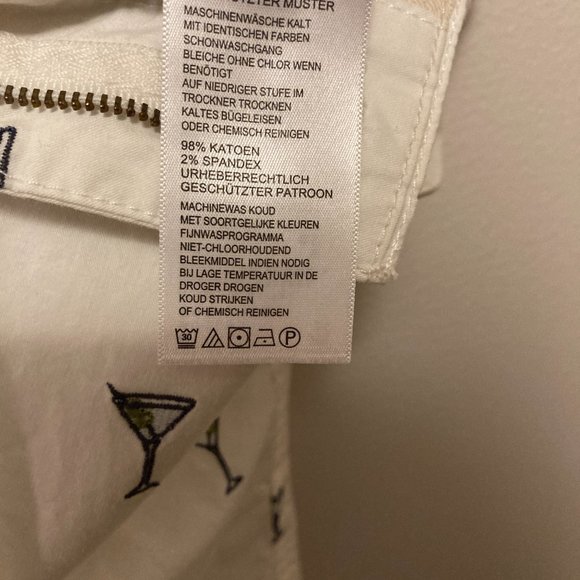 MUSTER
MASCHINENWÄSCHE KALT
MIT IDENTISCHEN FARBEN
SCHONWASCHGANG
BLEICHE OHNE CHLOR WENN
BENÖTIGT
AUF NIEDRIGER STUFE IM
TROCKNER TROCKNEN
KALTES BÜGELEISEN
ODER CHEMISCH REINIGEN
98% KATOEN
2% SPANDEX
URHEBERRECHTLICH
GESCHÜTZTER PATROON
MACHINEWAS KOUD
MET SOORTGELIJKE KLEUREN
FIJNWASPROGRAMMA
NIET-CHLOORHOUDEND
BLEEKMIDDEL INDIEN NODIG
BIJ LAGE TEMPERATUUR IN DE
DROGER DROGEN
KOUD STRIJKEN
OF CHEMISCH REINIGEN
30 P